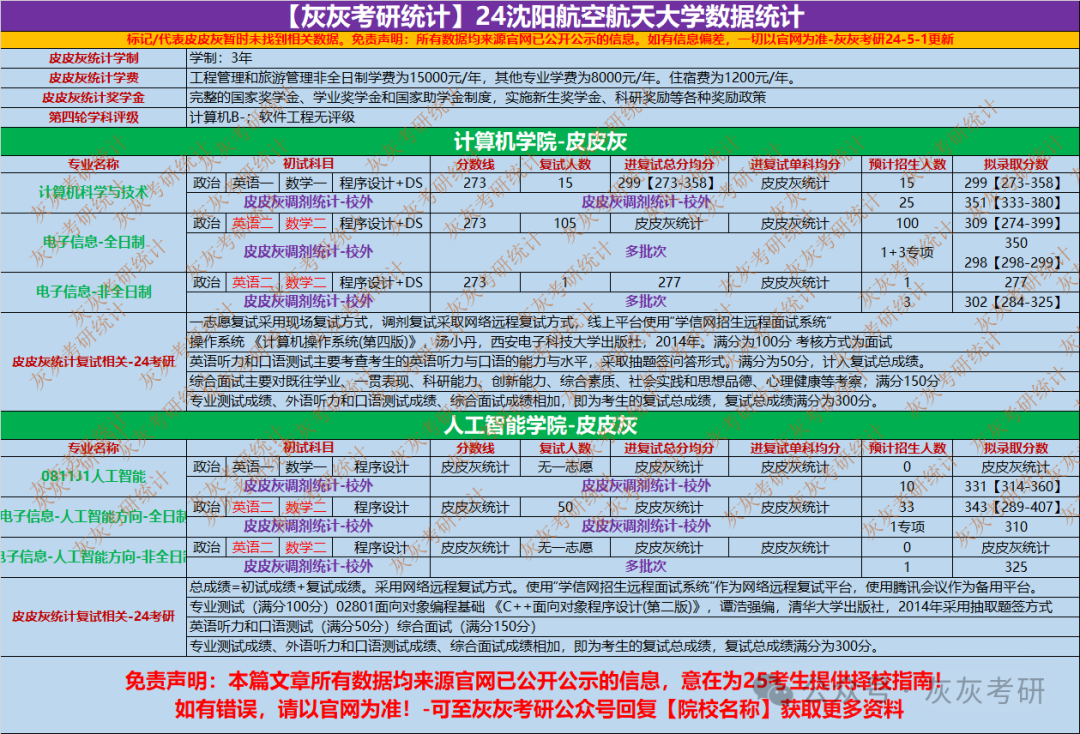 【灰灰考研统计】24沈阳航空航天大学数据统计
标记/代表皮皮灰暂时未找到相关数据。免责声明：所有数据均来源官网已公开公示的信息。如有信息偏差，一切以官网为准-灰灰考研24-5-1更新
皮皮灰统计学制 学制：3年
皮皮灰统计学费 工程管理和旅游管理非全日制学费为15000元/年，其他专业学费为8000元/年。住宿费为1200元/年。
皮皮灰统计奖学金 完整的国家奖学金、学业奖学金和国家助学金制度，实施新生奖学金、科研奖励等各种奖励政策
第四轮学科评级 计算机B-；软件工程无评级
计算机学院-皮皮灰
专业名称 初试科目 分数线 复试人数 进复试总分均分 进复试单科均分 预计招生人数 拟录取分数
计算机科学与技术 政治 英语一 数学一 程序设计+DS 273 15 299【273-358】 皮皮灰统计 15 299【273-358】
皮皮灰调剂统计-校外 皮皮灰调剂统计-校外 25 351【333-380】
电子信息-全日制 政治 英语二 数学二 程序设计+DS 273 105 皮皮灰统计 皮皮灰统计 100 309【274-399】
皮皮灰调剂统计-校外 多批次 1+3专项 350
298【298-299】
电子信息-非全日制 政治 英语二 数学二 程序设计+DS 273 1 277 皮皮灰统计 1 277
皮皮灰调剂统计-校外 多批次 3 302【284-325】
皮皮灰统计复试相关-24考研
一志愿复试采用现场复试方式，调剂复试采取网络远程复试方式，线上平台使用“学信网招生远程面试系统”
操作系统 《计算机操作系统(第四版)》，汤小丹，西安电子科技大学出版社，2014年。满分为100分 考核方式为面试
英语听力和口语测试主要考查考生的英语听力与口语的能力与水平，采取抽题签问答形式。满分为50分，计入复试总成绩。
综合面试主要对既往学业、一贯表现、科研能力、创新能力、综合素质、社会实践和思想品德、心理健康等考察，满分150分
专业测试成绩、外语听力和口语测试成绩、综合面试成绩相加，即为考生的复试总成绩，复试总成绩满分为300分。
人工智能学院-皮皮灰
专业名称 初试科目 分数线 复试人数 进复试总分均分 进复试单科均分 预计招生人数 拟录取分数
0811J1人工智能 政治 英语一 数学一 程序设计 皮皮灰统计 无一志愿 皮皮灰统计 皮皮灰统计 0 皮皮灰统计
皮皮灰调剂统计-校外 皮皮灰调剂统计-校外 10 331【314-360】
电子信息-人工智能方向-全日制 政治 英语二 数学二 程序设计 皮皮灰统计 50 皮皮灰统计 皮皮灰统计 33 343【289-407】
皮皮灰调剂统计-校外 皮皮灰调剂统计-校外 1专项 310
电子信息-人工智能方向-非全日制 政治 英语二 数学二 程序设计 皮皮灰统计 无一志愿 皮皮灰统计 皮皮灰统计 0 皮皮灰统计
皮皮灰调剂统计-校外 多批次 1 325
皮皮灰统计复试相关-24考研
总成绩=初试成绩+复试成绩。采用网络远程复试方式。使用“学信网招生远程面试系统”作为网络远程复试平台，使用腾讯会议作为备用平台。
专业测试（满分100分）02801面向对象编程基础 《C++面向对象程序设计(第二版)》，谭浩强编，清华大学出版社，2014年采用抽取题签方式
英语听力和口语测试（满分50分）综合面试（满分150分）
专业测试成绩、外语听力和口语测试成绩、综合面试成绩相加，即为考生的复试总成绩，复试总成绩满分为300分。
免责声明：本篇文章所有数据均来源官网已公开公示的信息，意在为25考生提供择校指南！
如有错误，请以官网为准！-可至灰灰考研公众号回复【院校名称】获取更多资料
公众号·灰灰考研